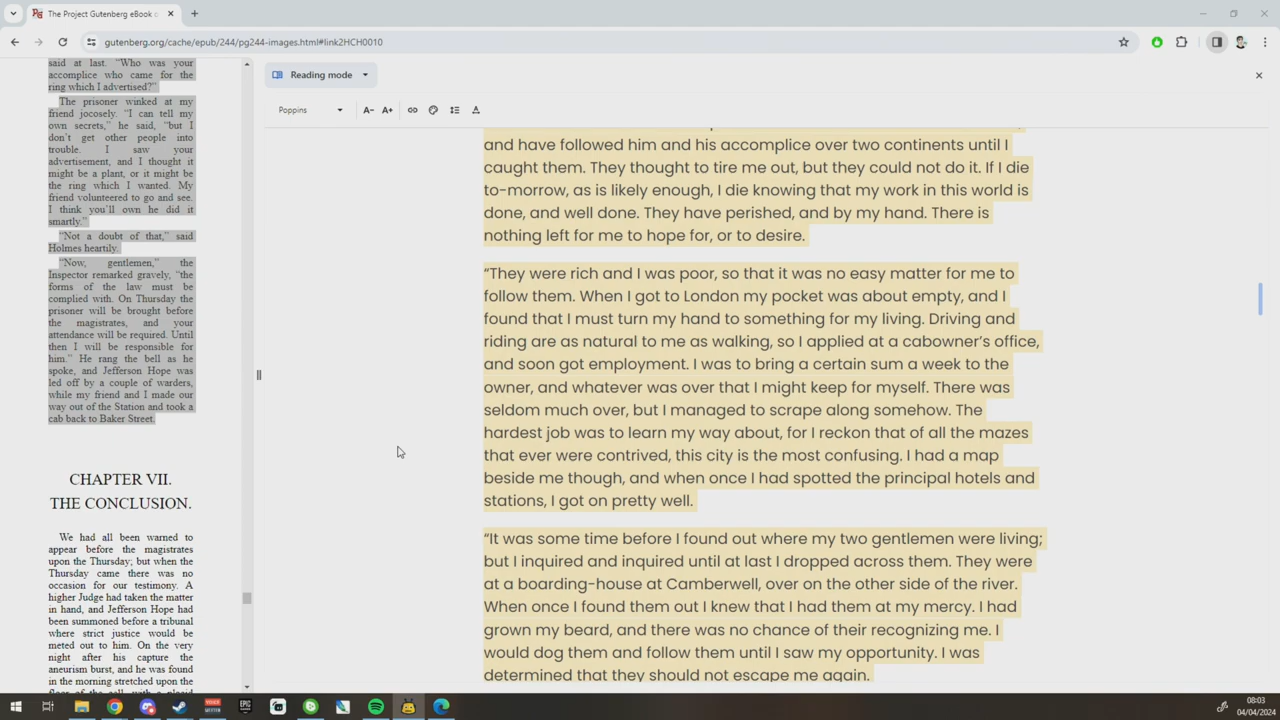 The Project Gutenberg eBook o
gutenberg.org/cache/epub/244/pg244-images.html#link2HCH0010
said at last. “Who was your
accomplice who came for the
ring which I advertised?”
The prisoner winked at my
friend jocosely. “I can tell my
own secrets,” he said, “but I
don’t get other people into
trouble. I saw your
advertisement, and I thought it
might be a plant, or it might be
the ring which I wanted. My
friend volunteered to go and see.
I think you’ll own he did it
smartly.”
“Not a doubt of that,” said
Holmes heartily.
“Now, gentlemen,” the
Inspector remarked gravely, “the
forms of the law must be
complied with. On Thursday the
prisoner will be brought before
the magistrates, and your
attendance will be required. Until
then I will be responsible for
him.” He rang the bell as he
spoke, and Jefferson Hope was
led off by a couple of warders,
while my friend and I made our
way out of the Station and took a
cab back to Baker Street.
CHAPTER VII.
THE CONCLUSION.
We had all been warned to
appear before the magistrates
upon the Thursday; but when the
Thursday came there was no
occasion for our testimony. A
higher Judge had taken the matter
in hand, and Jefferson Hope had
been summoned before a tribunal
where strict justice would be
meted out to him. On the very
night after his capture the
aneurism burst, and he was found
in the morning stretched upon the
floor of the cell, with a placid
Reading mode
Poppins
A- A+
and have followed him and his accomplice over two continents until I
caught them. They thought to tire me out, but they could not do it. If I die
to-morrow, as is likely enough, I die knowing that my work in this world is
done, and well done. They have perished, and by my hand. There is
nothing left for me to hope for, or to desire.
“They were rich and I was poor, so that it was no easy matter for me to
follow them. When I got to London my pocket was about empty, and I
found that I must turn my hand to something for my living. Driving and
riding are as natural to me as walking, so I applied at a cabowner’s office,
and soon got employment. I was to bring a certain sum a week to the
owner, and whatever was over that I might keep for myself. There was
seldom much over, but I managed to scrape along somehow. The
hardest job was to learn my way about, for I reckon that of all the mazes
that ever were contrived, this city is the most confusing. I had a map
beside me though, and when once I had spotted the principal hotels and
stations, I got on pretty well.
“It was some time before I found out where my two gentlemen were living;
but I inquired and inquired until at last I dropped across them. They were
at a boarding-house at Camberwell, over on the other side of the river.
When once I found them out I knew that I had them at my mercy. I had
grown my beard, and there was no chance of their recognizing me. I
would dog them and follow them until I saw my opportunity. I was
determined that they should not escape me again.
EPIC
08:03
04/04/2024